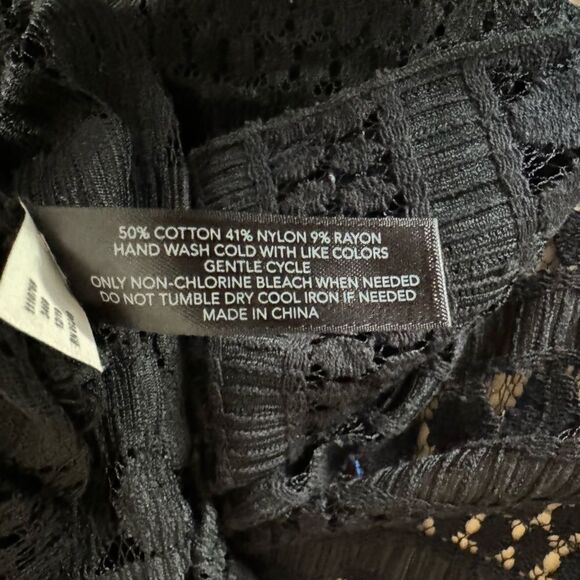 50% COTTON 41% NYLON 9% RAYON
HAND WASH COLD WITH LIKE COLORS
GENTLE CYCLE
ONLY NON-CHLORINE BLEACH WHEN NEEDED
DO NOT TUMBLE DRY COOL IRON IF NEEDED
MADE IN CHINA